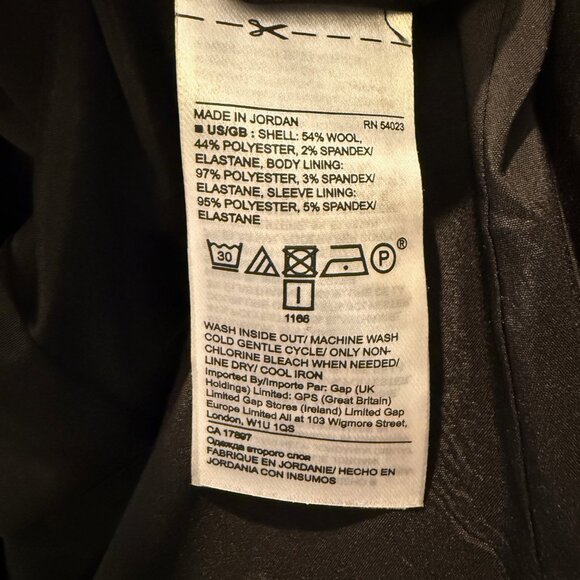 MADE IN JORDAN RN 54023
■ US/GB : SHELL: 54% WOOL,
44% POLYESTER, 2% SPANDEX/
ELASTANE, BODY LINING:
97% POLYESTER, 3% SPANDEX/
ELASTANE, SLEEVE LINING:
95% POLYESTER, 5% SPANDEX/
ELASTANE
30 P ®
1166
WASH INSIDE OUT/ MACHINE WASH
COLD GENTLE CYCLE/ ONLY NON-
CHLORINE BLEACH WHEN NEEDED/
LINE DRY/ COOL IRON
Imported By/Importe Par: Gap (UK
Holdings) Limited: GPS (Great Britain)
Limited Gap Stores (Ireland) Limited Gap
Europe Limited All at 103 Wigmore Street,
London, W1U 1QS
CA 17897
Одежда второго слоя
FABRIQUE EN JORDANIE/ HECHO EN
JORDANIA CON INSUMOS